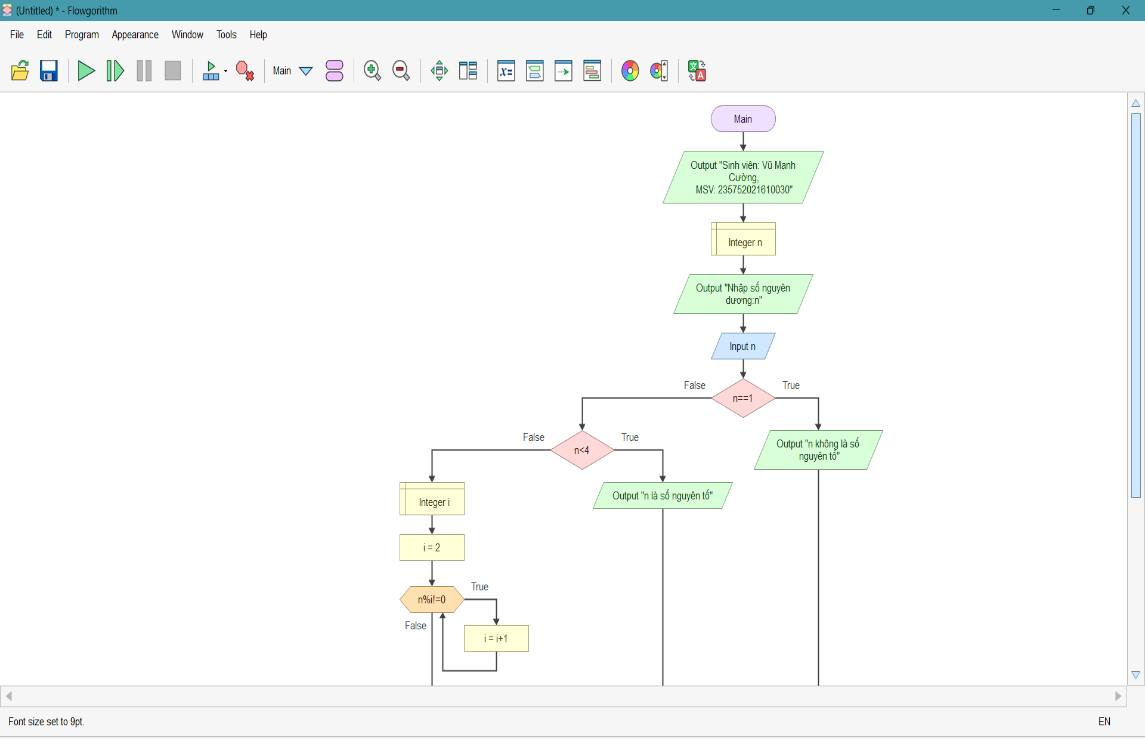 (Untitled) * - Flowgorithm
File Edit Program Appearance Window Tools Help
Main
Main
Output "Sinh viên: Vũ Mạnh
Cường,
MSV: 235752021610030"
Integer n
Output "Nhập số nguyên
dương:n"
Input n
False
True
n==1
False
True
n<4
Output "n không là số
nguyên tố"
Integer i
Output "n là số nguyên tố"
i = 2
True
n%i!=0
False
i = i+1
Font size set to 9pt.
EN